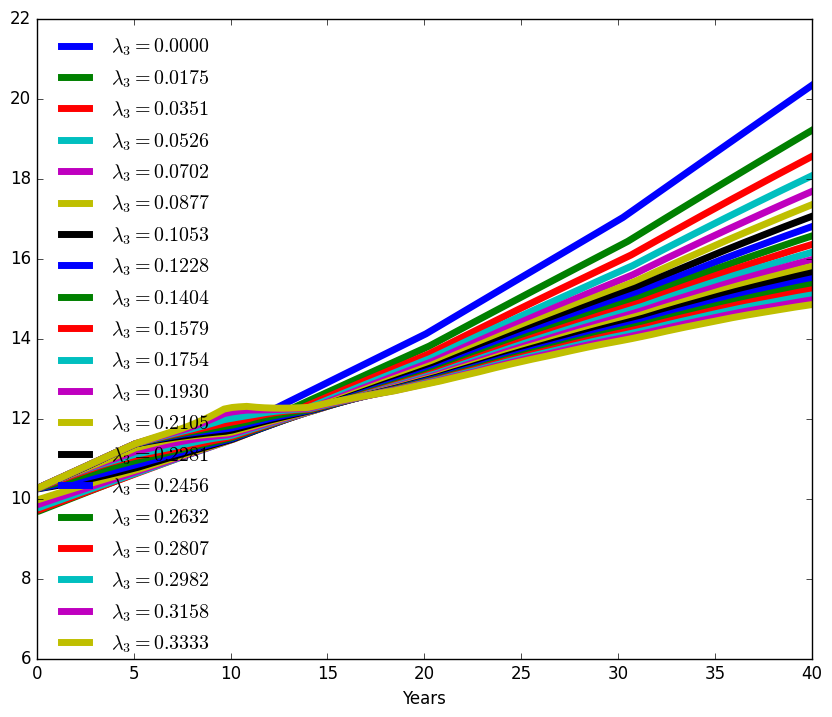 22
20
18
16
14
12
10
8
6
λ₃ = 0.0000
λ₃ = 0.0175
λ₃ = 0.0351
λ₃ = 0.0526
λ₃ = 0.0702
λ₃ = 0.0877
λ₃ = 0.1053
λ₃ = 0.1228
λ₃ = 0.1404
λ₃ = 0.1579
λ₃ = 0.1754
λ₃ = 0.1930
λ₃ = 0.2105
λ₃ = 0.2281
λ₃ = 0.2456
λ₃ = 0.2632
λ₃ = 0.2807
λ₃ = 0.2982
λ₃ = 0.3158
λ₃ = 0.3333
0 5 10 15 20 25 30 35 40
Years